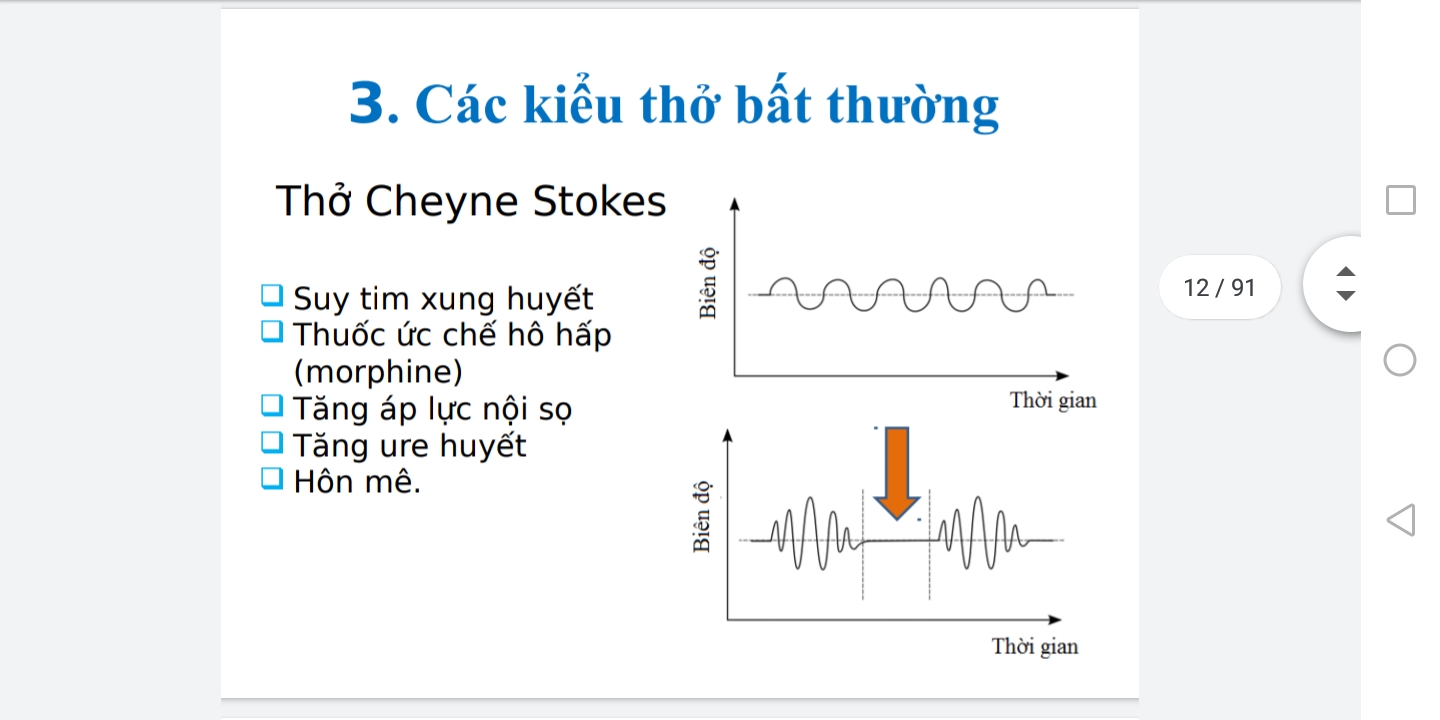 3. Các kiểu thở bất thường
Thở Cheyne Stokes
Suy tim xung huyết
Thuốc ức chế hô hấp
(morphine)
Tăng áp lực nội sọ
Tăng ure huyết
Hôn mê.
Biên độ
Thời gian
Biên độ
Thời gian
12 / 91